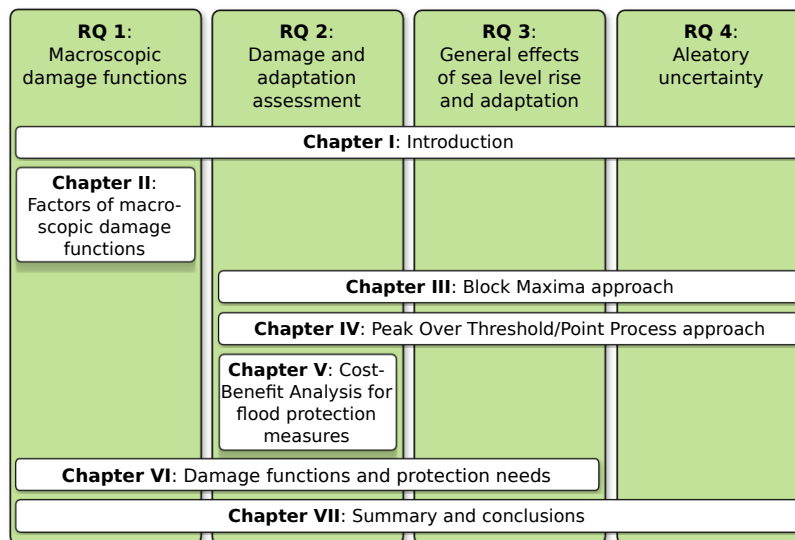 RQ 1:
Macroscopic
damage functions
RQ 2:
Damage and
adaptation
assessment
RQ 3:
General effects
of sea level rise
and adaptation
RQ 4:
Aleatory
uncertainty
Chapter I: Introduction
Chapter II:
Factors of macro-
scopic damage
functions
Chapter III: Block Maxima approach
Chapter IV: Peak Over Threshold/Point Process approach
Chapter V: Cost-
Benefit Analysis for
flood protection
measures
Chapter VI: Damage functions and protection needs
Chapter VII: Summary and conclusions